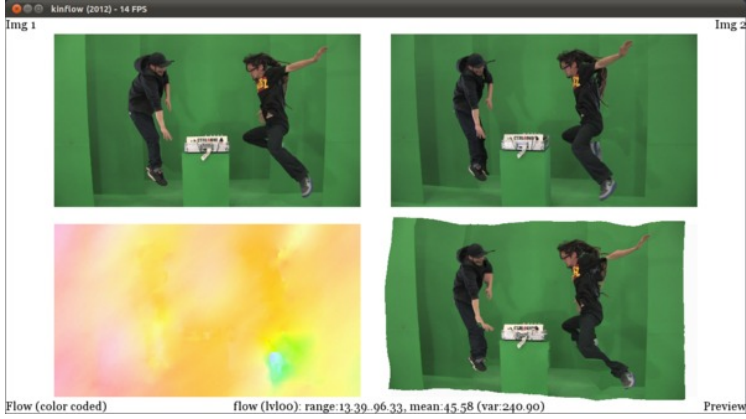 kinflow (2012) - 14 FPS
Img 1
Img 2
Flow (color coded)
flow (lvl00): range:13.39..96.33, mean:45.58 (var:240.90)
Preview